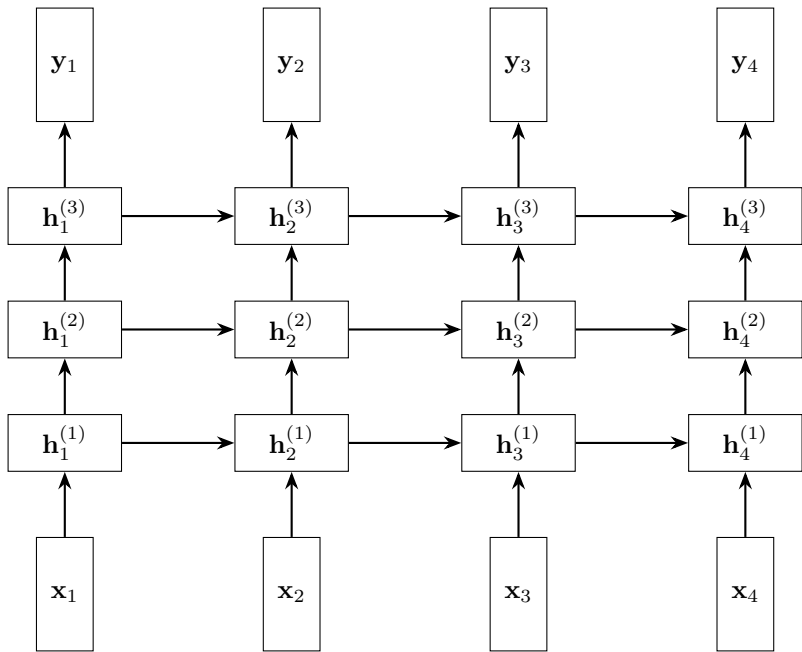 y₁ y₂ y₃ y₄
h₁⁽³⁾ h₂⁽³⁾ h₃⁽³⁾ h₄⁽³⁾
h₁⁽²⁾ h₂⁽²⁾ h₃⁽²⁾ h₄⁽²⁾
h₁⁽¹⁾ h₂⁽¹⁾ h₃⁽¹⁾ h₄⁽¹⁾
x₁ x₂ x₃ x₄